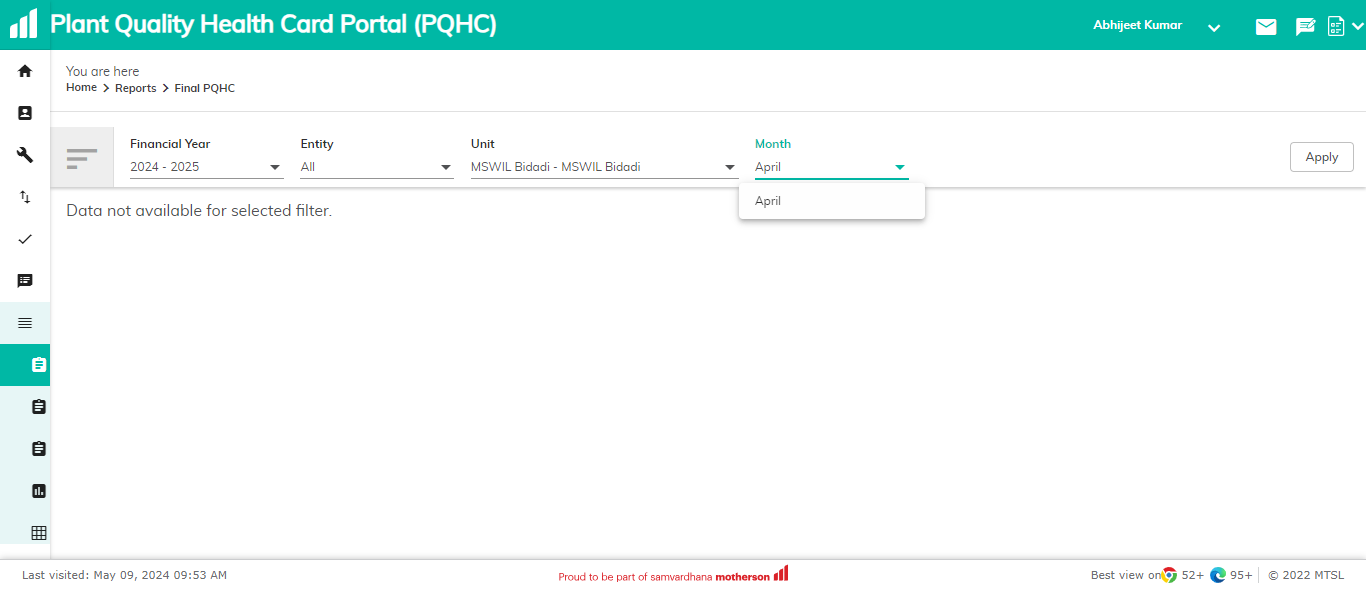 Plant Quality Health Card Portal (PQHC)
Abhijeet Kumar
You are here
Home > Reports > Final PQHC
Financial Year Entity Unit Month
2024 - 2025 All MSWIL Bidadi - MSWIL Bidadi April
Apply
April
Data not available for selected filter.
Last visited: May 09, 2024 09:53 AM
Proud to be part of samvardhana motherson
Best view on 52+ 95+ © 2022 MTSL